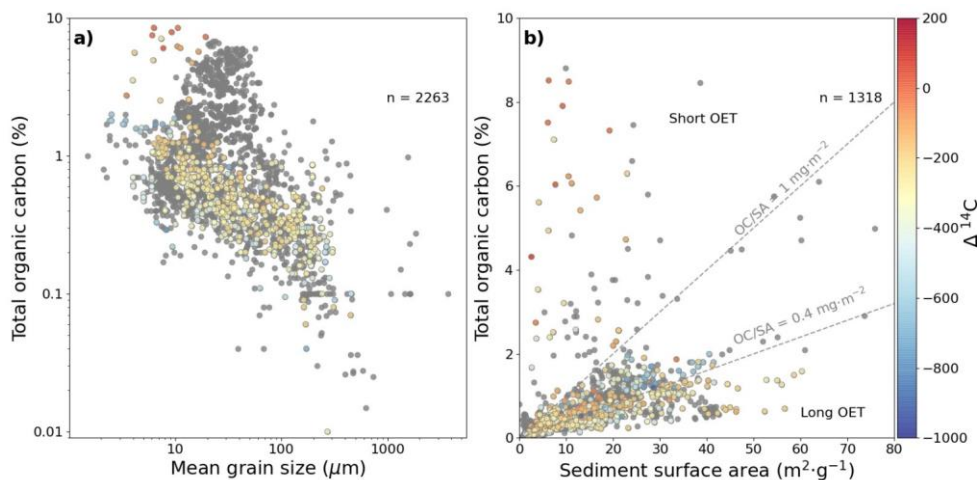 a)
n = 2263
Total organic carbon (%)
10
1
0.1
0.01
10
100
1000
Mean grain size (μm)
b)
n = 1318
Short OET
OC/SA = 1 mg·m⁻²
OC/SA = 0.4 mg·m⁻²
Long OET
Total organic carbon (%)
10
8
6
4
2
0
0
10
20
30
40
50
60
70
80
Sediment surface area (m²·g⁻¹)
200
0
−200
−400
−600
−800
−1000
Δ ¹⁴C